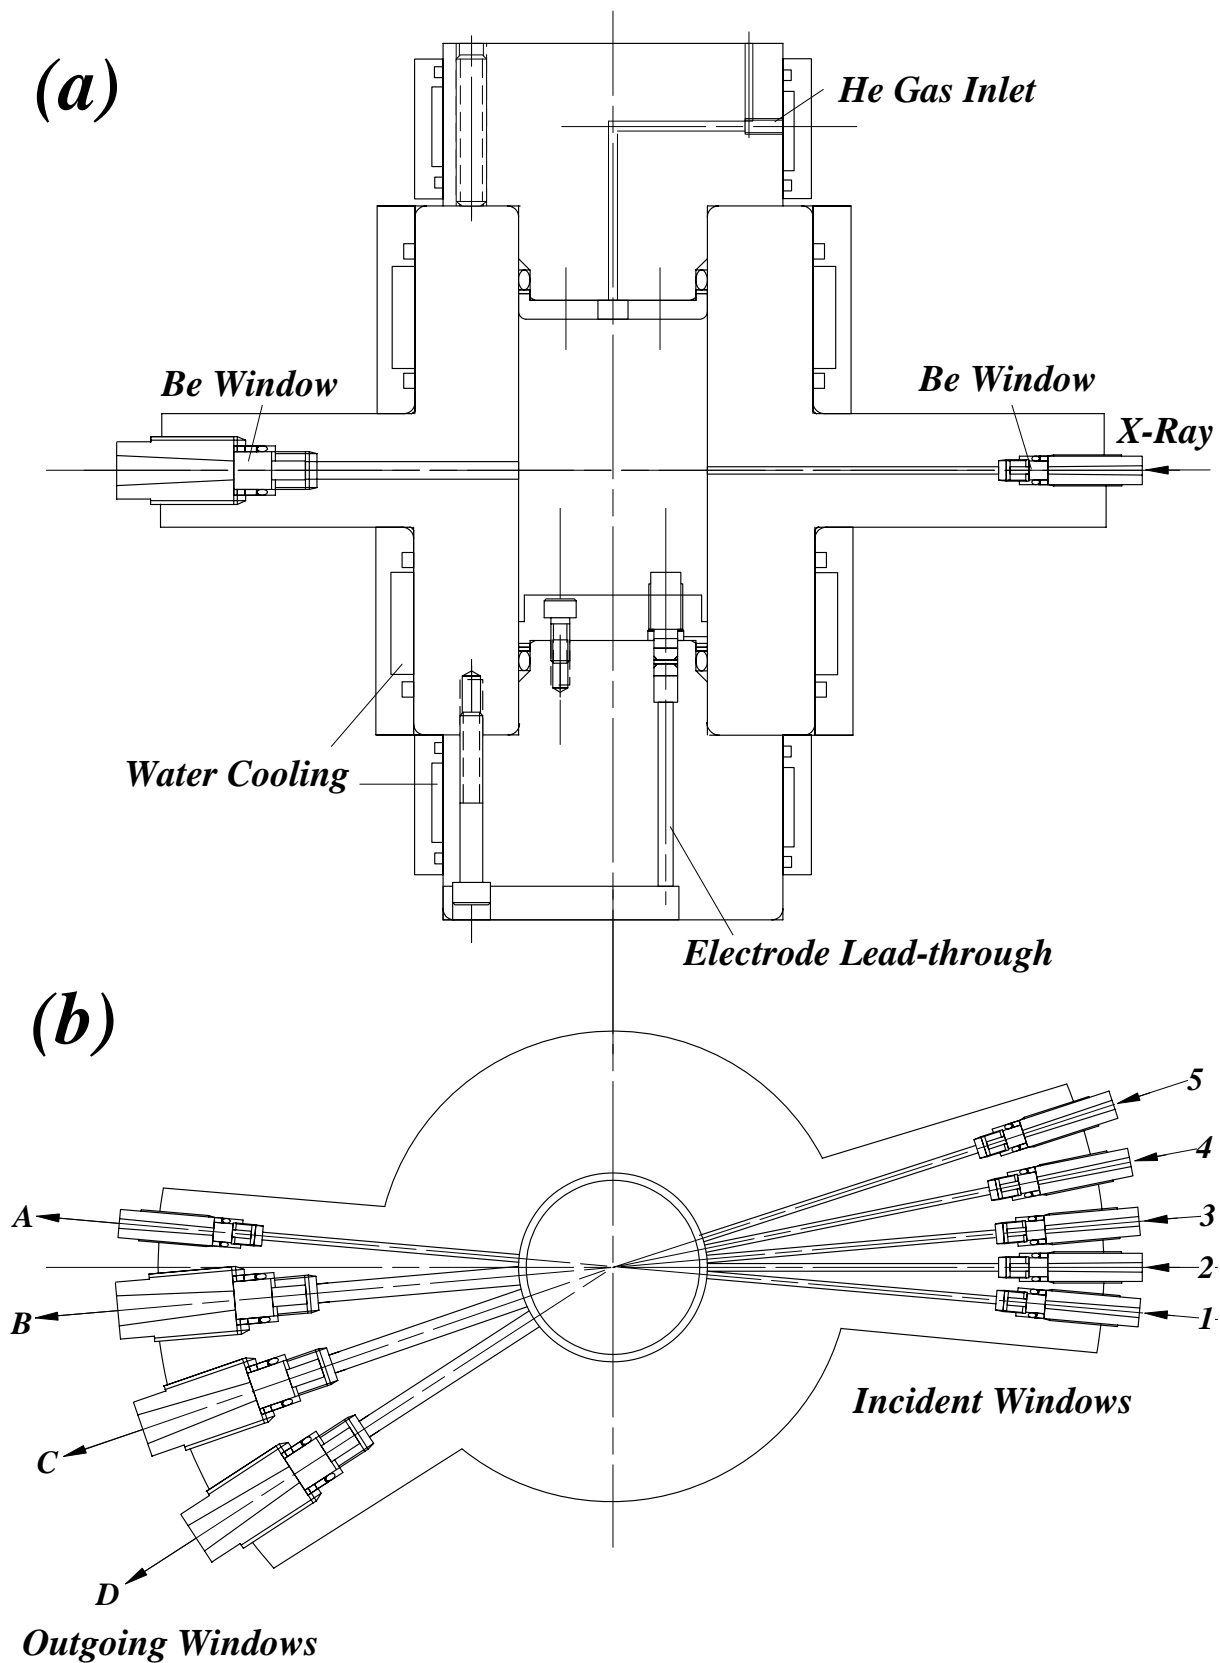 (a)
He Gas Inlet
Be Window
Be Window
X-Ray
Water Cooling
Electrode Lead-through
(b)
5
4
3
2
1
A
B
C
D
Incident Windows
Outgoing Windows